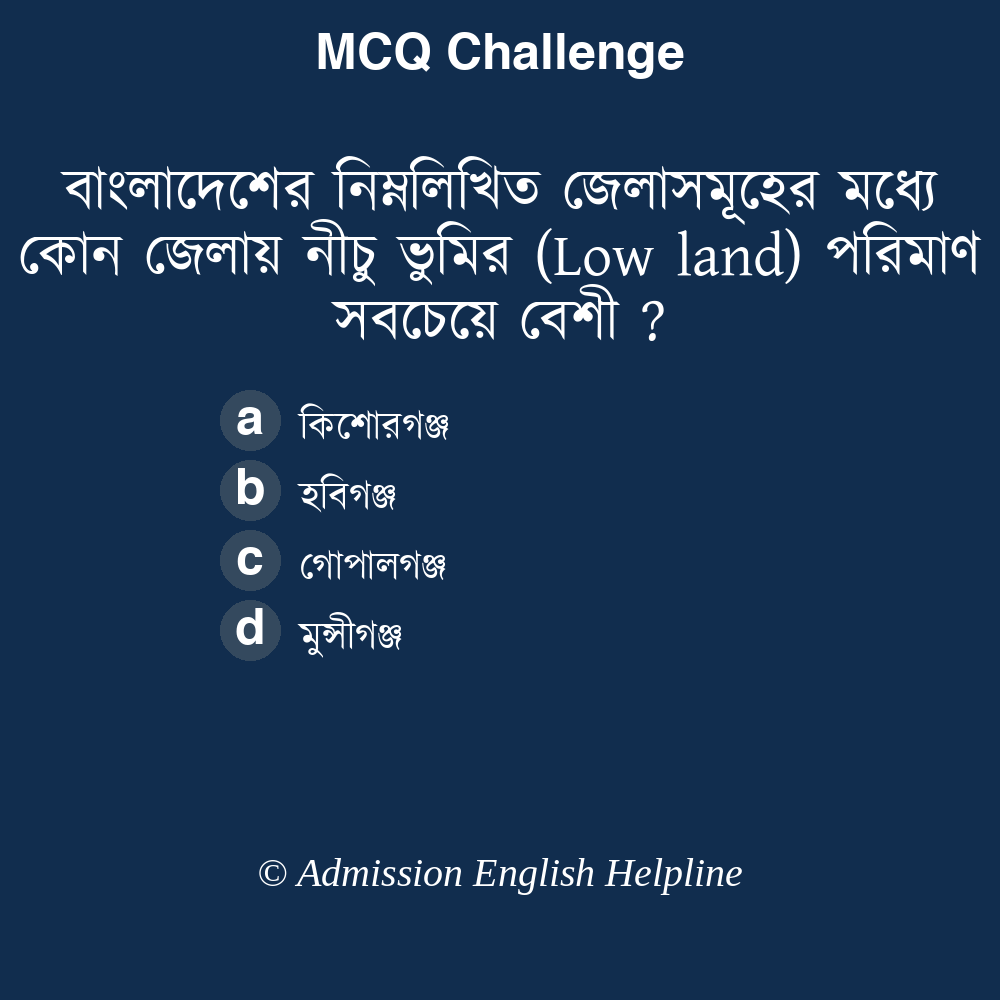 MCQ Challenge
বাংলাদেশের নিম্নলিখিত জেলাসমূহের মধ্যে
কোন জেলায় নীচু ভুমির (Low land) পরিমাণ
সবচেয়ে বেশী ?
a কিশোরগঞ্জ
b হবিগঞ্জ
c গোপালগঞ্জ
d মুন্সীগঞ্জ
© Admission English Helpline